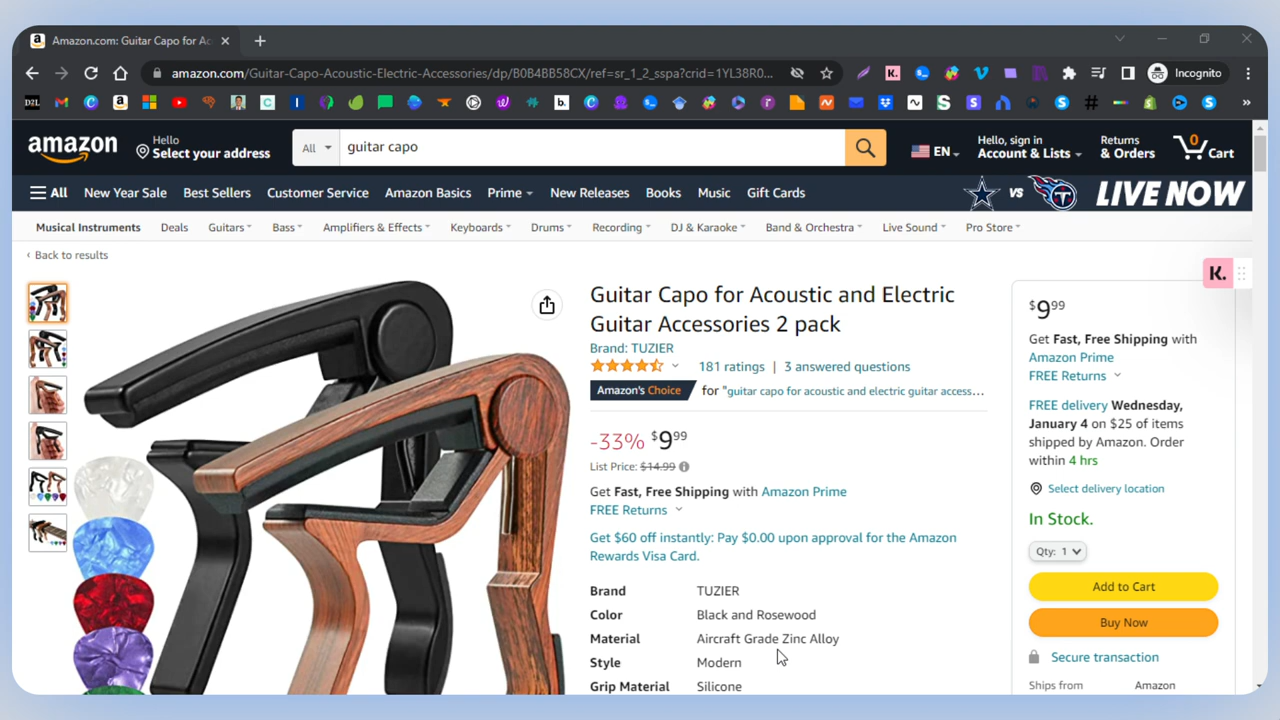 Amazon.com: Guitar Capo for Ac
amazon.com/Guitar-Capo-Acoustic-Electric-Accessories/dp/B0B4BB58CX/ref=sr_1_2_sspa?crid=1YL38R0...
Incognito
amazon
Hello
Select your address
All
guitar capo
EN
Hello, sign in
Account & Lists
Returns
& Orders
0
Cart
All
New Year Sale
Best Sellers
Customer Service
Amazon Basics
Prime
New Releases
Books
Music
Gift Cards
VS
LIVE NOW
Musical Instruments
Deals
Guitars
Bass
Amplifiers & Effects
Keyboards
Drums
Recording
DJ & Karaoke
Band & Orchestra
Live Sound
Pro Store
‹ Back to results
K.
Guitar Capo for Acoustic and Electric
Guitar Accessories 2 pack
Brand: TUZIER
181 ratings | 3 answered questions
Amazon's Choice for "guitar capo for acoustic and electric guitar access...
-33% $9 99
List Price: $14.99
Get Fast, Free Shipping with Amazon Prime
FREE Returns
Get $60 off instantly: Pay $0.00 upon approval for the Amazon
Rewards Visa Card.
Brand TUZIER
Color Black and Rosewood
Material Aircraft Grade Zinc Alloy
Style Modern
Grip Material Silicone
$9 99
Get Fast, Free Shipping with
Amazon Prime
FREE Returns
FREE delivery Wednesday,
January 4 on $25 of items
shipped by Amazon. Order
within 4 hrs
Select delivery location
In Stock.
Qty: 1
Add to Cart
Buy Now
Secure transaction
Ships from Amazon